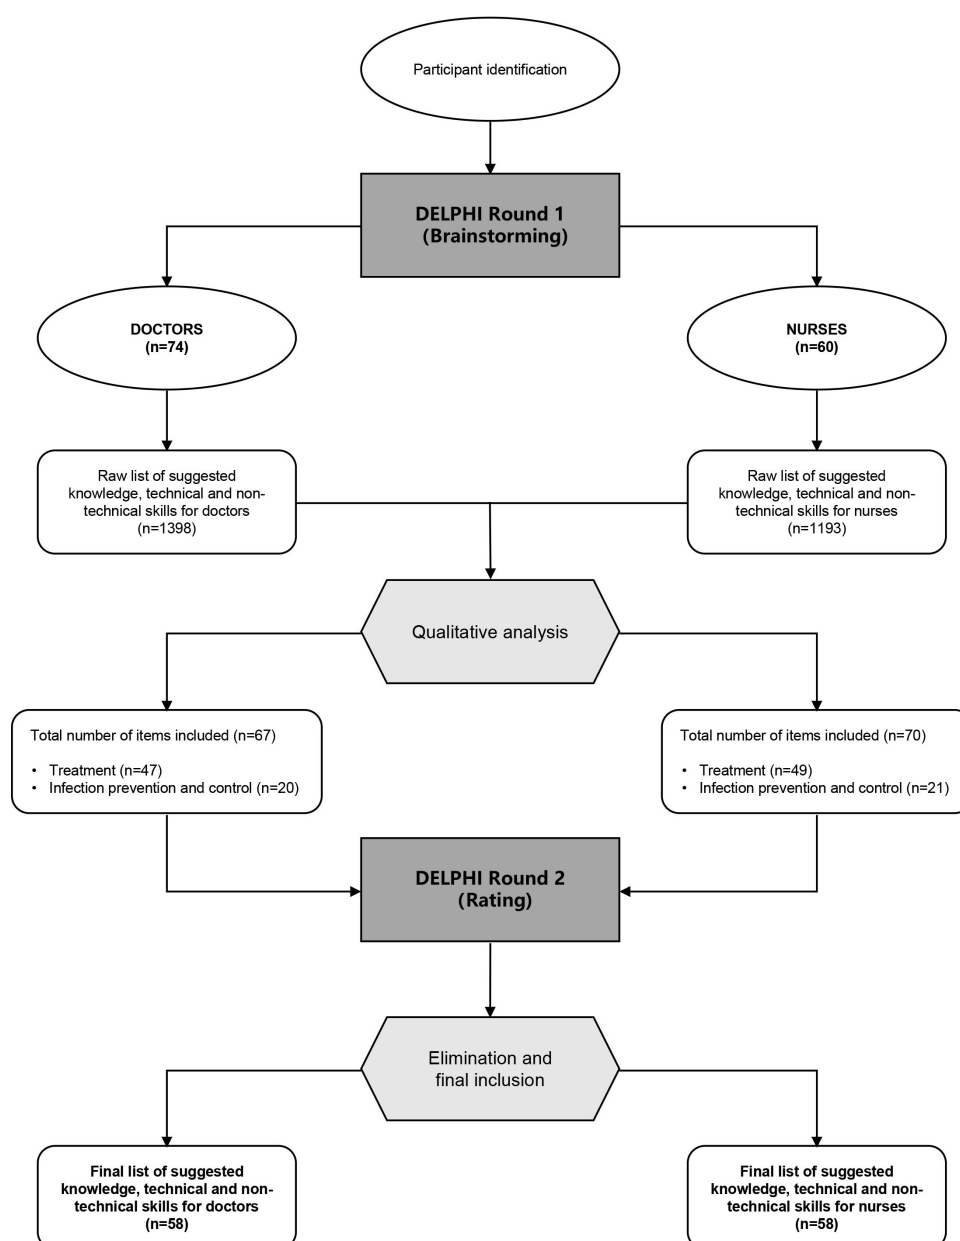 Participant identification
DELPHI Round 1
(Brainstorming)
DOCTORS
(n=74)
NURSES
(n=60)
Raw list of suggested
knowledge, technical and non-
technical skills for doctors
(n=1398)
Raw list of suggested
knowledge, technical and non-
technical skills for nurses
(n=1193)
Qualitative analysis
Total number of items included (n=67)
• Treatment (n=47)
• Infection prevention and control (n=20)
Total number of items included (n=70)
• Treatment (n=49)
• Infection prevention and control (n=21)
DELPHI Round 2
(Rating)
Elimination and
final inclusion
Final list of suggested
knowledge, technical and non-
technical skills for doctors
(n=58)
Final list of suggested
knowledge, technical and non-
technical skills for nurses
(n=58)